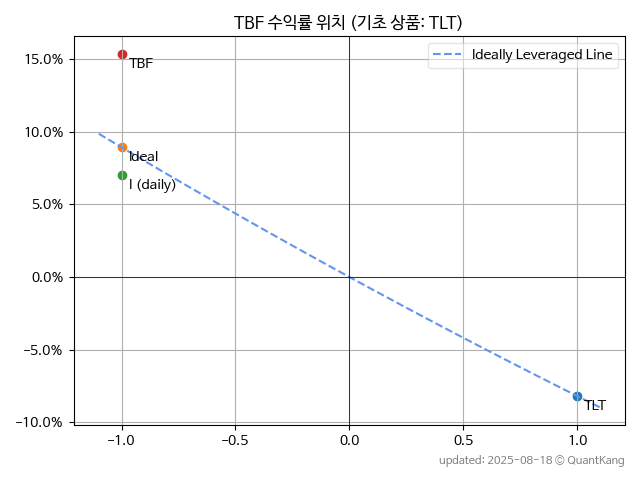 TBF 수익률 위치 (기초 상품: TLT)
Ideally Leveraged Line
15.0%
TBF
10.0%
Ideal
I (daily)
5.0%
0.0%
−5.0%
TLT
−10.0%
−1.0
−0.5
0.0
0.5
1.0
updated: 2025-08-18 © QuantKang